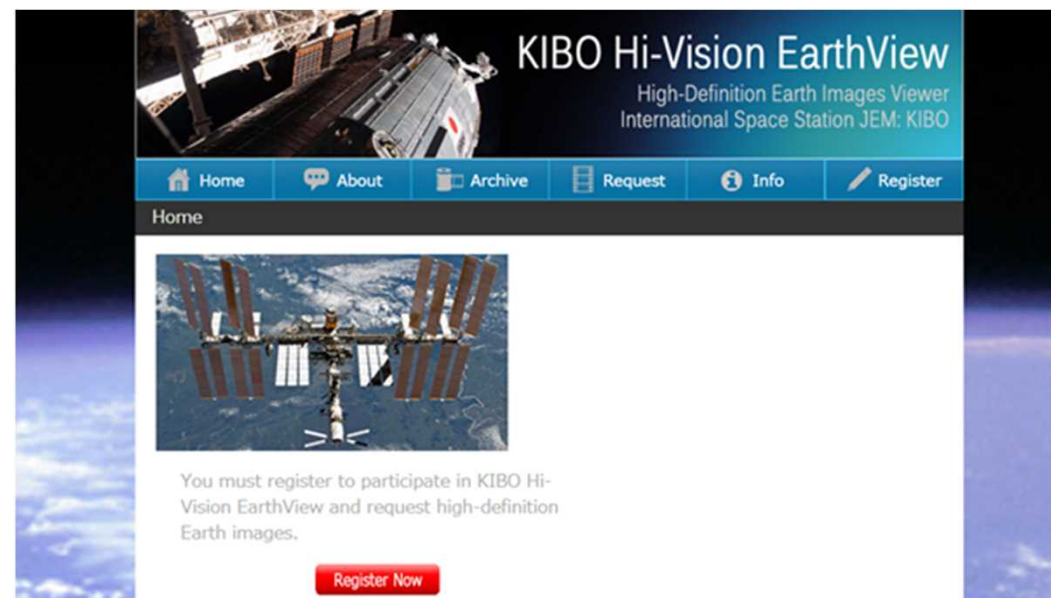 KIBO Hi-Vision EarthView
High-Definition Earth Images Viewer
International Space Station JEM: KIBO
Home About Archive Request Info Register
Home
You must register to participate in KIBO Hi-
Vision EarthView and request high-definition
Earth images.
Register Now